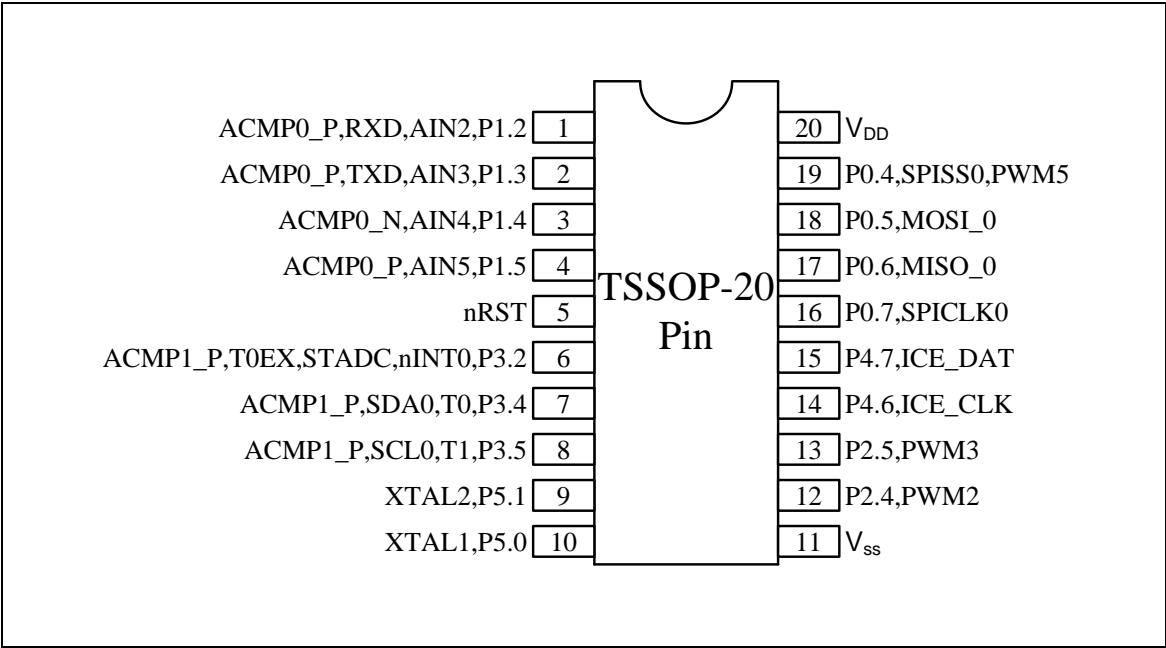 ACMP0_P,RXD,AIN2,P1.2 1 20 VDD
ACMP0_P,TXD,AIN3,P1.3 2 19 P0.4,SPISS0,PWM5
ACMP0_N,AIN4,P1.4 3 18 P0.5,MOSI_0
ACMP0_P,AIN5,P1.5 4 17 P0.6,MISO_0
TSSOP-20
Pin
nRST 5 16 P0.7,SPICLK0
ACMP1_P,T0EX,STADC,nINT0,P3.2 6 15 P4.7,ICE_DAT
ACMP1_P,SDA0,T0,P3.4 7 14 P4.6,ICE_CLK
ACMP1_P,SCL0,T1,P3.5 8 13 P2.5,PWM3
XTAL2,P5.1 9 12 P2.4,PWM2
XTAL1,P5.0 10 11 Vss